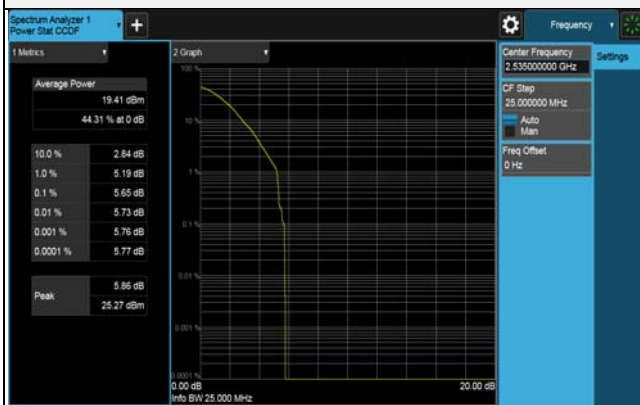 Spectrum Analyzer 1
Power Stat CCDF
+
Frequency
1 Metrics
2 Graph
Center Frequency
2.535000000 GHz
Settings
CF Step
25.000000 MHz
Auto
Man
Freq Offset
0 Hz
Average Power
19.41 dBm
44.31 % at 0 dB
10.0 % 2.84 dB
1.0 % 5.19 dB
0.1 % 5.65 dB
0.01 % 5.73 dB
0.001 % 5.76 dB
0.0001 % 5.77 dB
Peak
5.86 dB
25.27 dBm
100 %
10 %
1 %
0.1 %
0.01 %
0.001 %
0.0001 %
0.00 dB
20.00 dB
Info BW 25.000 MHz